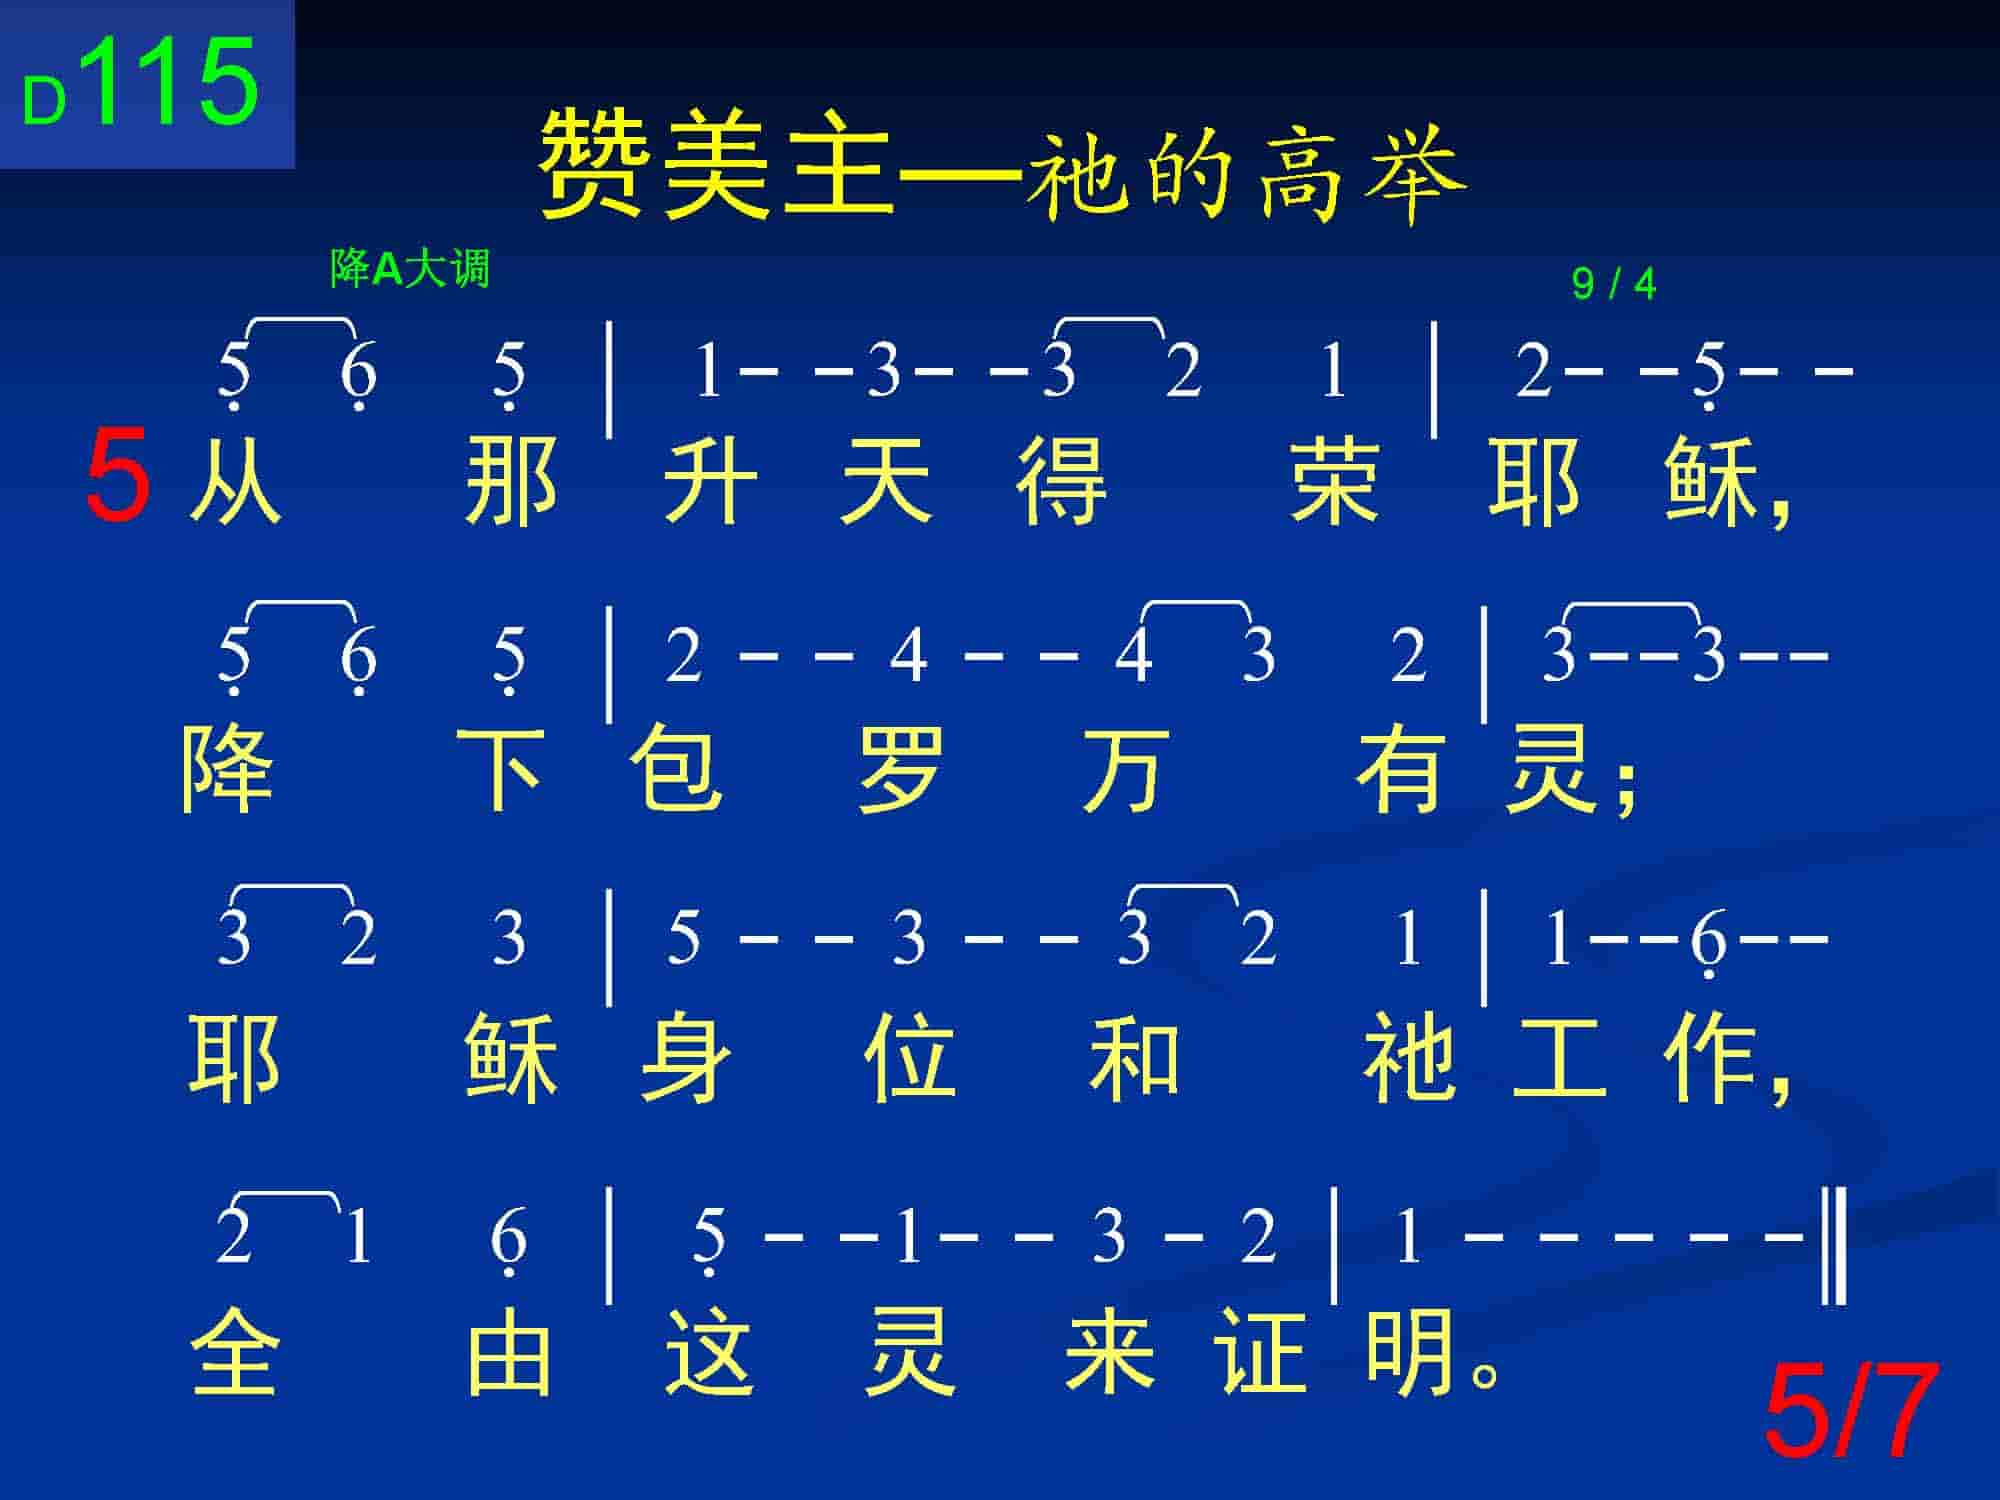 D115
赞美主—祂的高举
降A大调 9 / 4
5̣ 6̣ 5̣ | 1 - - 3 - - 3 2 1 | 2 - - 5̣ - -
5 从那升天得荣耶稣，
5̣ 6̣ 5̣ | 2 - - 4 - - 4 3 2 | 3 - - 3 - -
降下包罗万有灵；
3 2 3 | 5 - - 3 - - 3 2 1 | 1 - - 6̣ - -
耶稣身位和祂工作，
2 1 6̣ | 5̣ - - 1 - - 3 - 2 | 1 - - - - - ‖
全由这灵来证明。
5/7